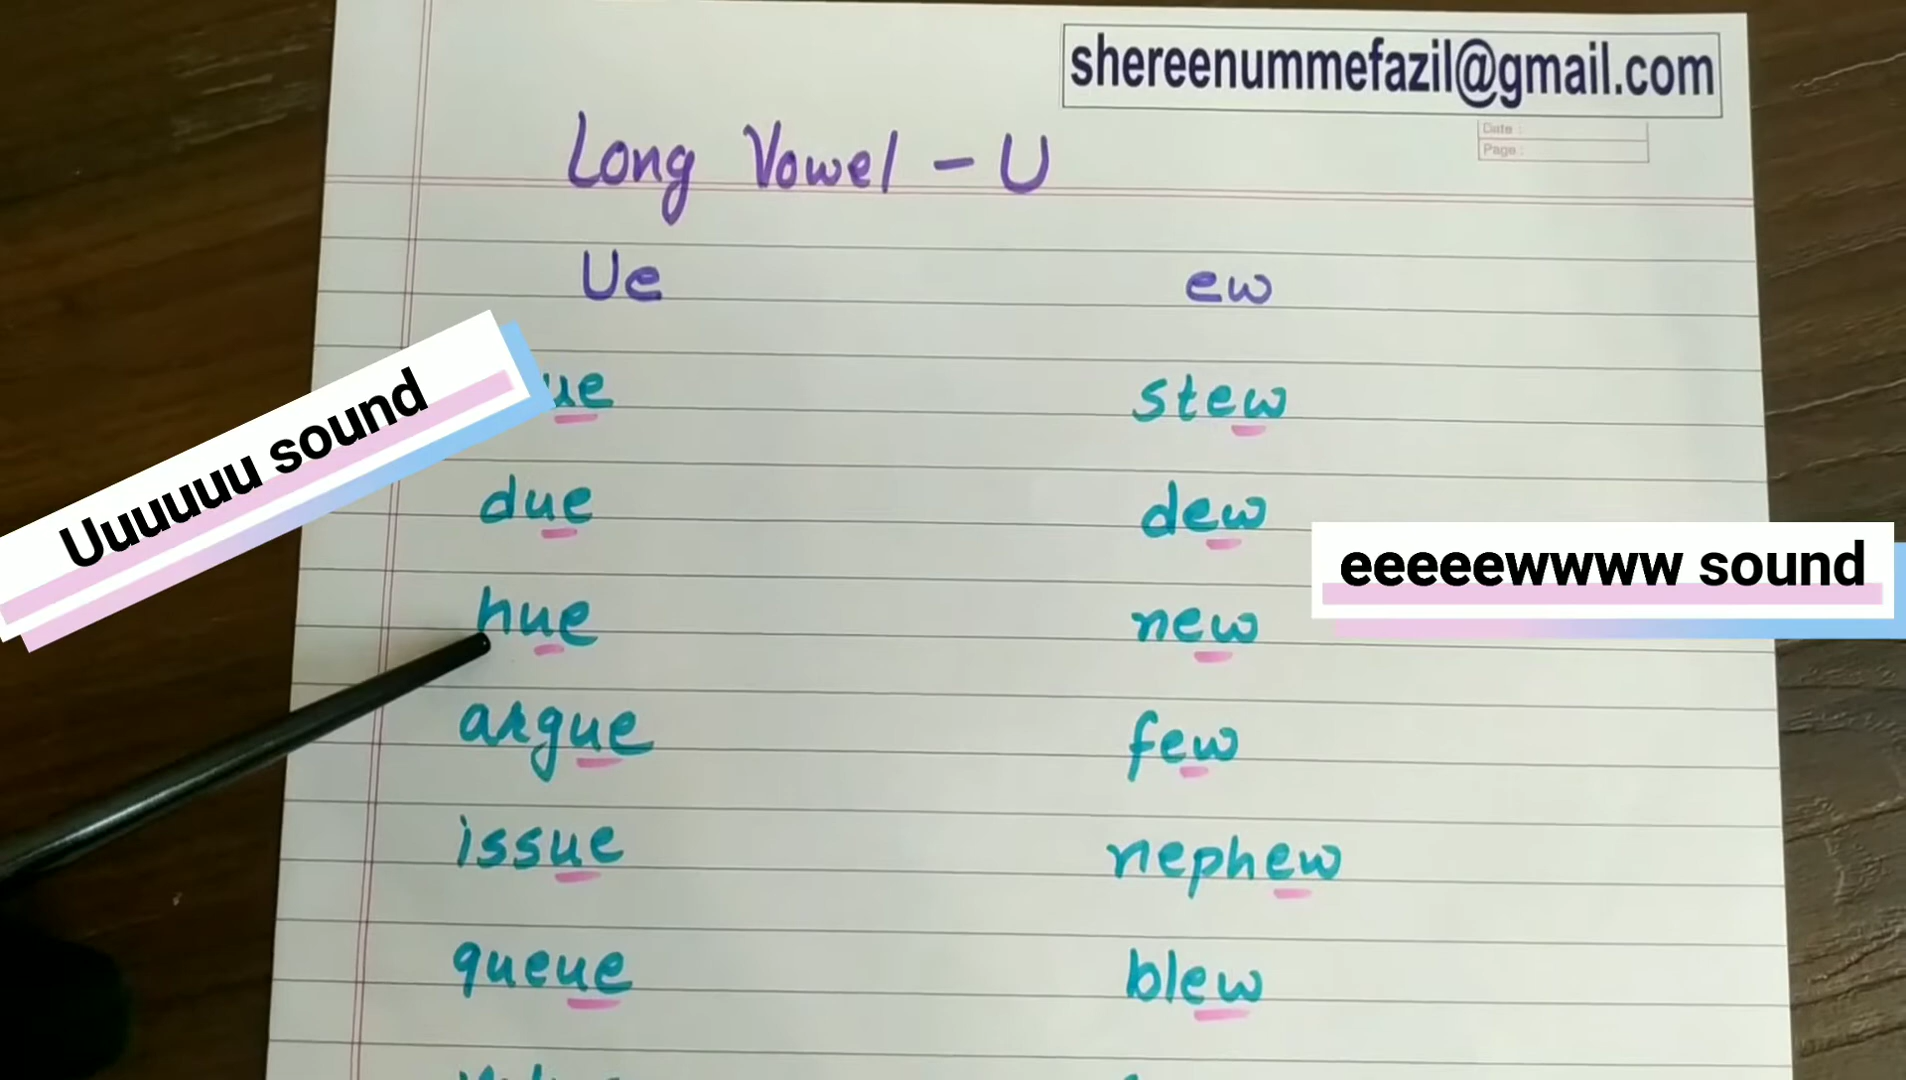 shereenummefazil@gmail.com
Date :
Page :
Long Vowel - U
Ue ew
stew
due dew
hue new
argue few
issue nephew
queue blew
Uuuuuu sound
eeeeewwww sound